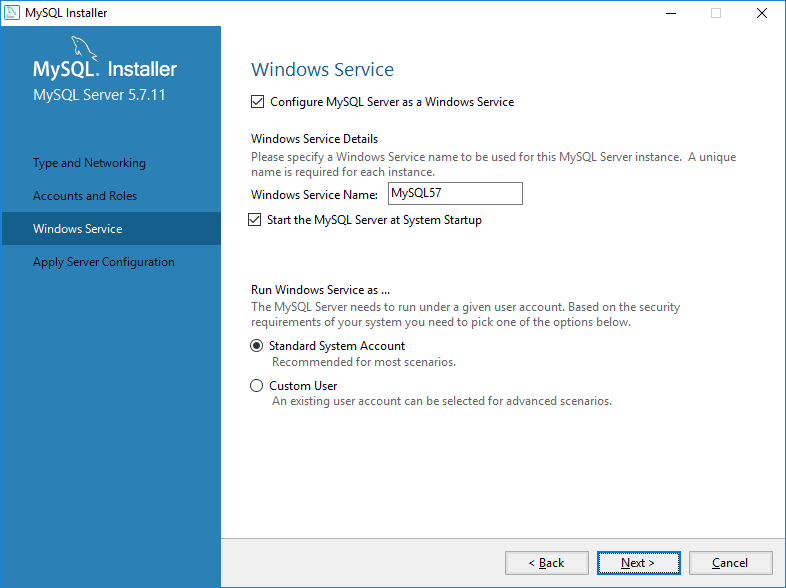 MySQL Installer
MySQL. Installer
MySQL Server 5.7.11
Type and Networking
Accounts and Roles
Windows Service
Apply Server Configuration
Windows Service
Configure MySQL Server as a Windows Service
Windows Service Details
Please specify a Windows Service name to be used for this MySQL Server instance.  A unique
name is required for each instance.
Windows Service Name: MySQL57
Start the MySQL Server at System Startup
Run Windows Service as ...
The MySQL Server needs to run under a given user account. Based on the security
requirements of your system you need to pick one of the options below.
Standard System Account
Recommended for most scenarios.
Custom User
An existing user account can be selected for advanced scenarios.
< Back Next > Cancel